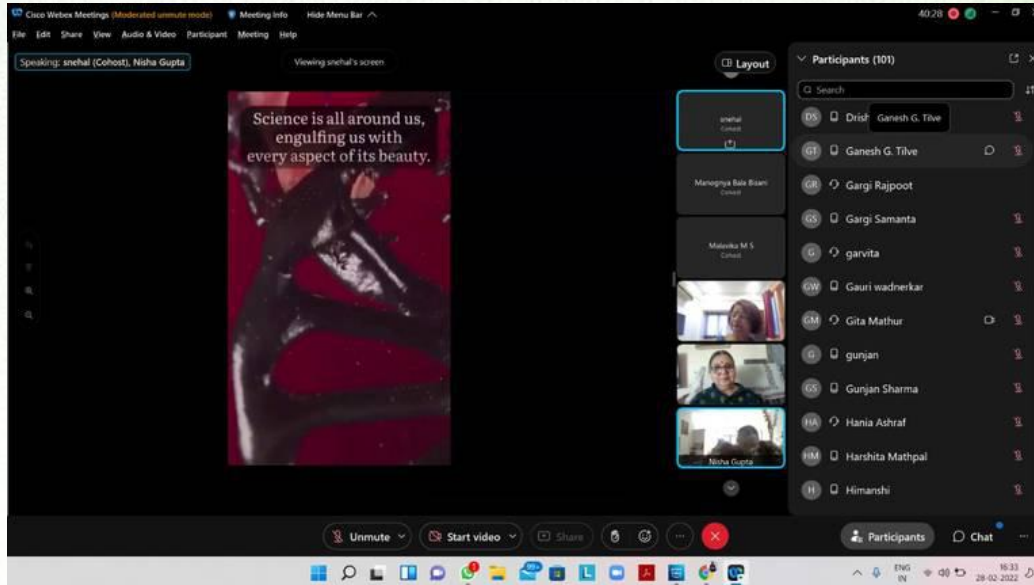 Cisco Webex Meetings (Moderated unmute mode)
Meeting Info
Hide Menu Bar
40:28
File Edit Share View Audio & Video Participant Meeting Help
Speaking: snehal (Cohost), Nisha Gupta
Viewing snehal's screen
Layout
Science is all around us,
engulfing us with
every aspect of its beauty.
snehal
Cohost
Manognya Bala Bizani
Cohost
Malavika M S
Cohost
Nisha Gupta
Participants (101)
Search
DS Drish
Ganesh G. Tilve
GT Ganesh G. Tilve
GR Gargi Rajpoot
GS Gargi Samanta
G garvita
GW Gauri wadnerkar
GM Gita Mathur
G gunjan
GS Gunjan Sharma
HA Hania Ashraf
HM Harshita Mathpal
H Himanshi
Unmute
Start video
Share
Participants
Chat
99+
ENG
IN
16:33